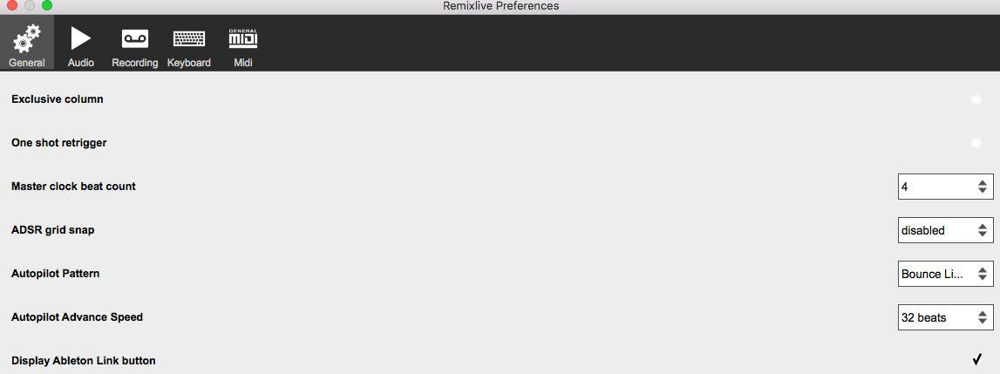 Remixlive Preferences
GENERAL
MIDI
General Audio Recording Keyboard Midi
Exclusive column
One shot retrigger
Master clock beat count 4
ADSR grid snap disabled
Autopilot Pattern Bounce Li...
Autopilot Advance Speed 32 beats
Display Ableton Link button